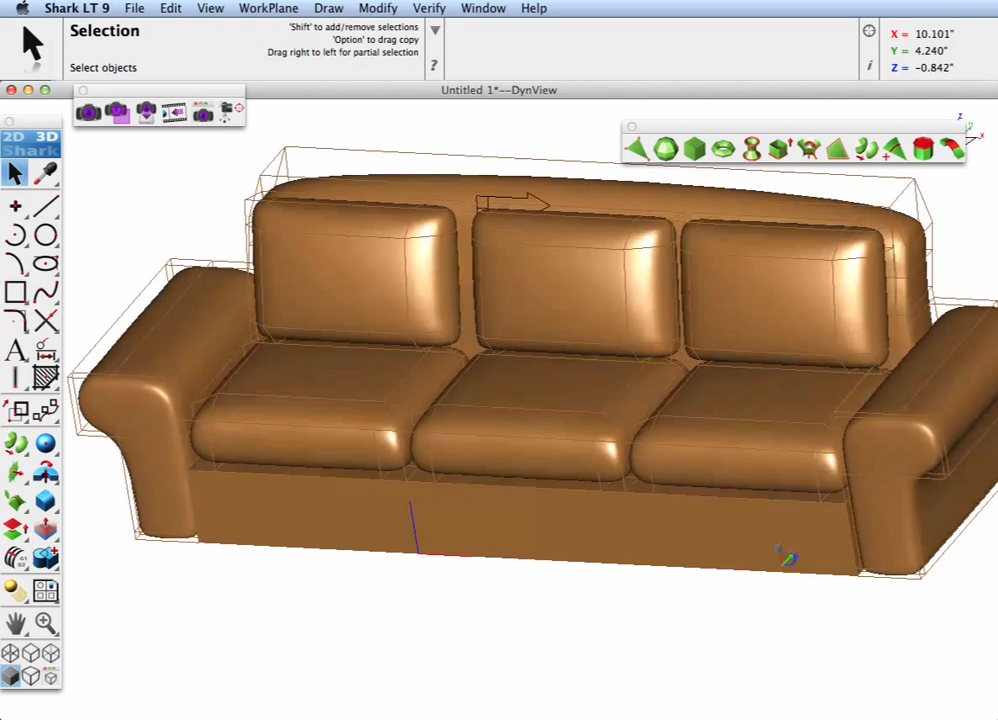 Shark LT 9 File Edit View WorkPlane Draw Modify Verify Window Help
Selection
'Shift' to add/remove selections
'Option' to drag copy
Drag right to left for partial selection
Select objects
?
i
X = 10.101"
Y = 4.240"
Z = -0.842"
Untitled 1*--DynView
2D 3D
Shark
A
G1
G2
z
x